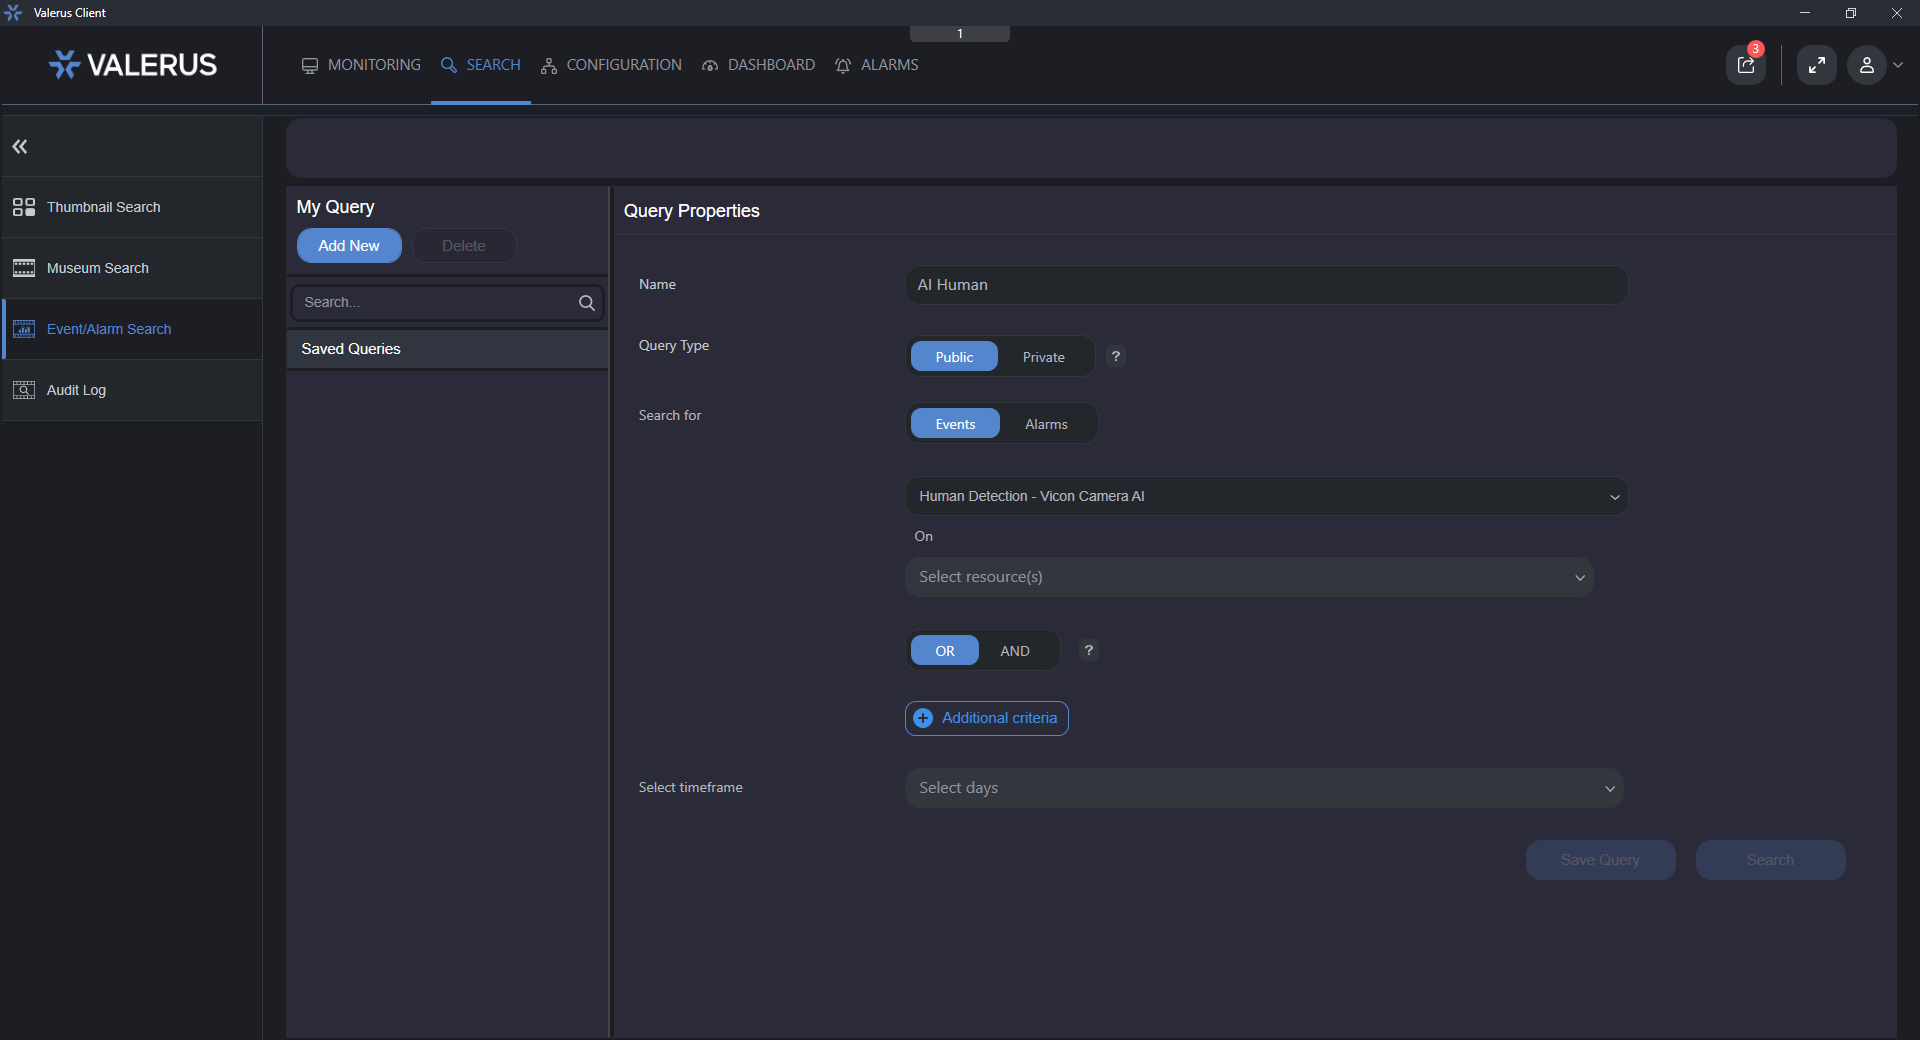 Valerus Client
1
VALERUS
MONITORING
SEARCH
CONFIGURATION
DASHBOARD
ALARMS
3
Thumbnail Search
Museum Search
Event/Alarm Search
Audit Log
My Query
Add New
Delete
Search...
Saved Queries
Query Properties
Name
AI Human
Query Type
Public
Private
?
Search for
Events
Alarms
Human Detection - Vicon Camera AI
On
Select resource(s)
OR
AND
?
Additional criteria
Select timeframe
Select days
Save Query
Search